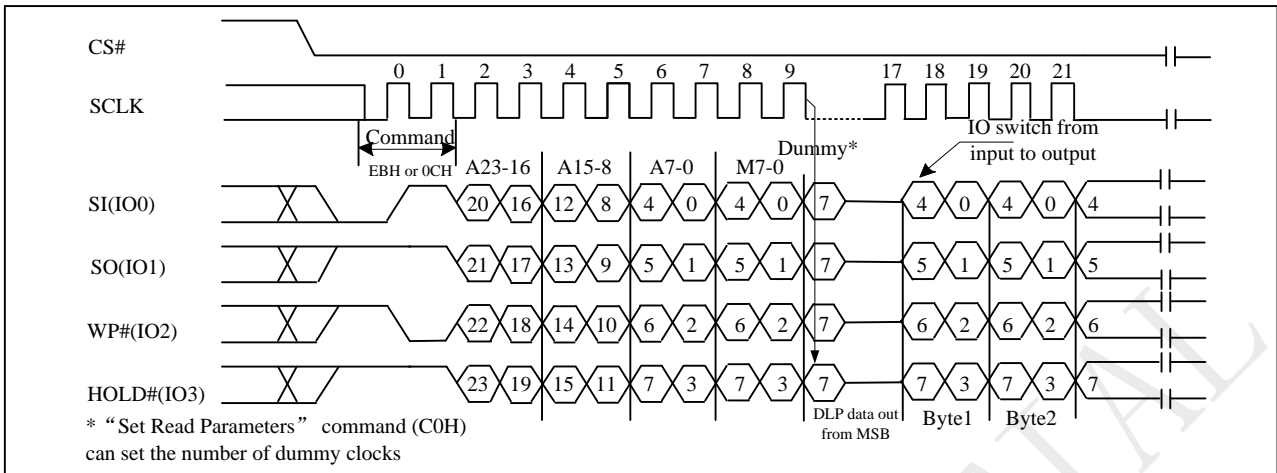 CS#
0 1 2 3 4 5 6 7 8 9 17 18 19 20 21
SCLK
IO switch from
input to output
Command
Dummy*
EBH or 0CH
A23-16 A15-8 A7-0 M7-0
SI(IO0) 20 16 12 8 4 0 4 0 7 4 0 4 0 4
SO(IO1) 21 17 13 9 5 1 5 1 7 5 1 5 1 5
WP#(IO2) 22 18 14 10 6 2 6 2 7 6 2 6 2 6
HOLD#(IO3) 23 19 15 11 7 3 7 3 7 7 3 7 3 7
DLP data out
from MSB
Byte1 Byte2
* “Set Read Parameters” command (C0H)
can set the number of dummy clocks